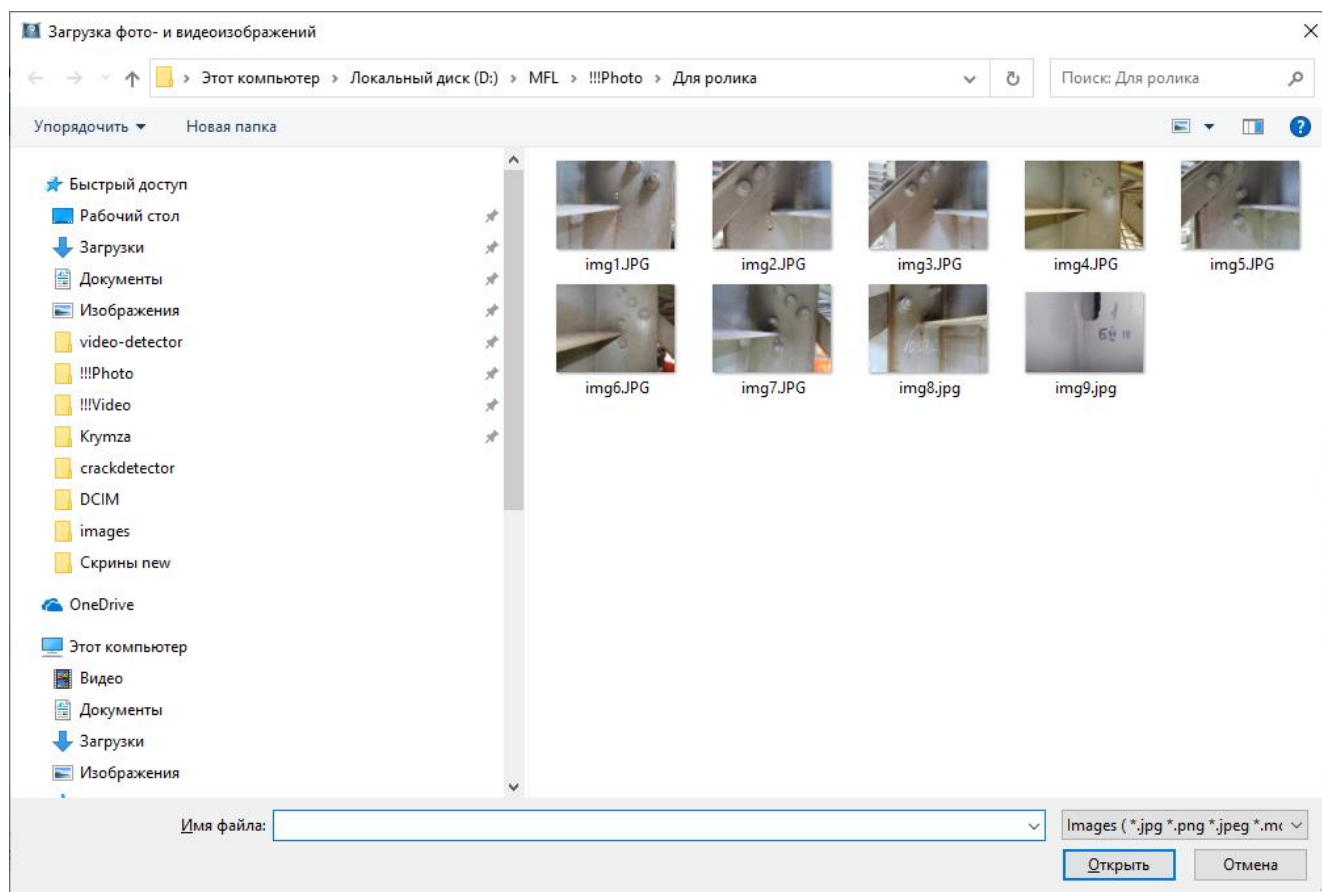 Загрузка фото- и видеоизображений
Этот компьютер > Локальный диск (D:) > MFL > !!!Photo > Для ролика
Поиск: Для ролика
Упорядочить
Новая папка
Быстрый доступ
Рабочий стол
Загрузки
Документы
Изображения
video-detector
!!!Photo
!!!Video
Krymza
crackdetector
DCIM
images
Скрины new
OneDrive
Этот компьютер
Видео
Документы
Загрузки
Изображения
img1.JPG
img2.JPG
img3.JPG
img4.JPG
img5.JPG
img6.JPG
img7.JPG
img8.jpg
img9.jpg
Имя файла:
Images ( *.jpg *.png *.jpeg
Открыть
Отмена